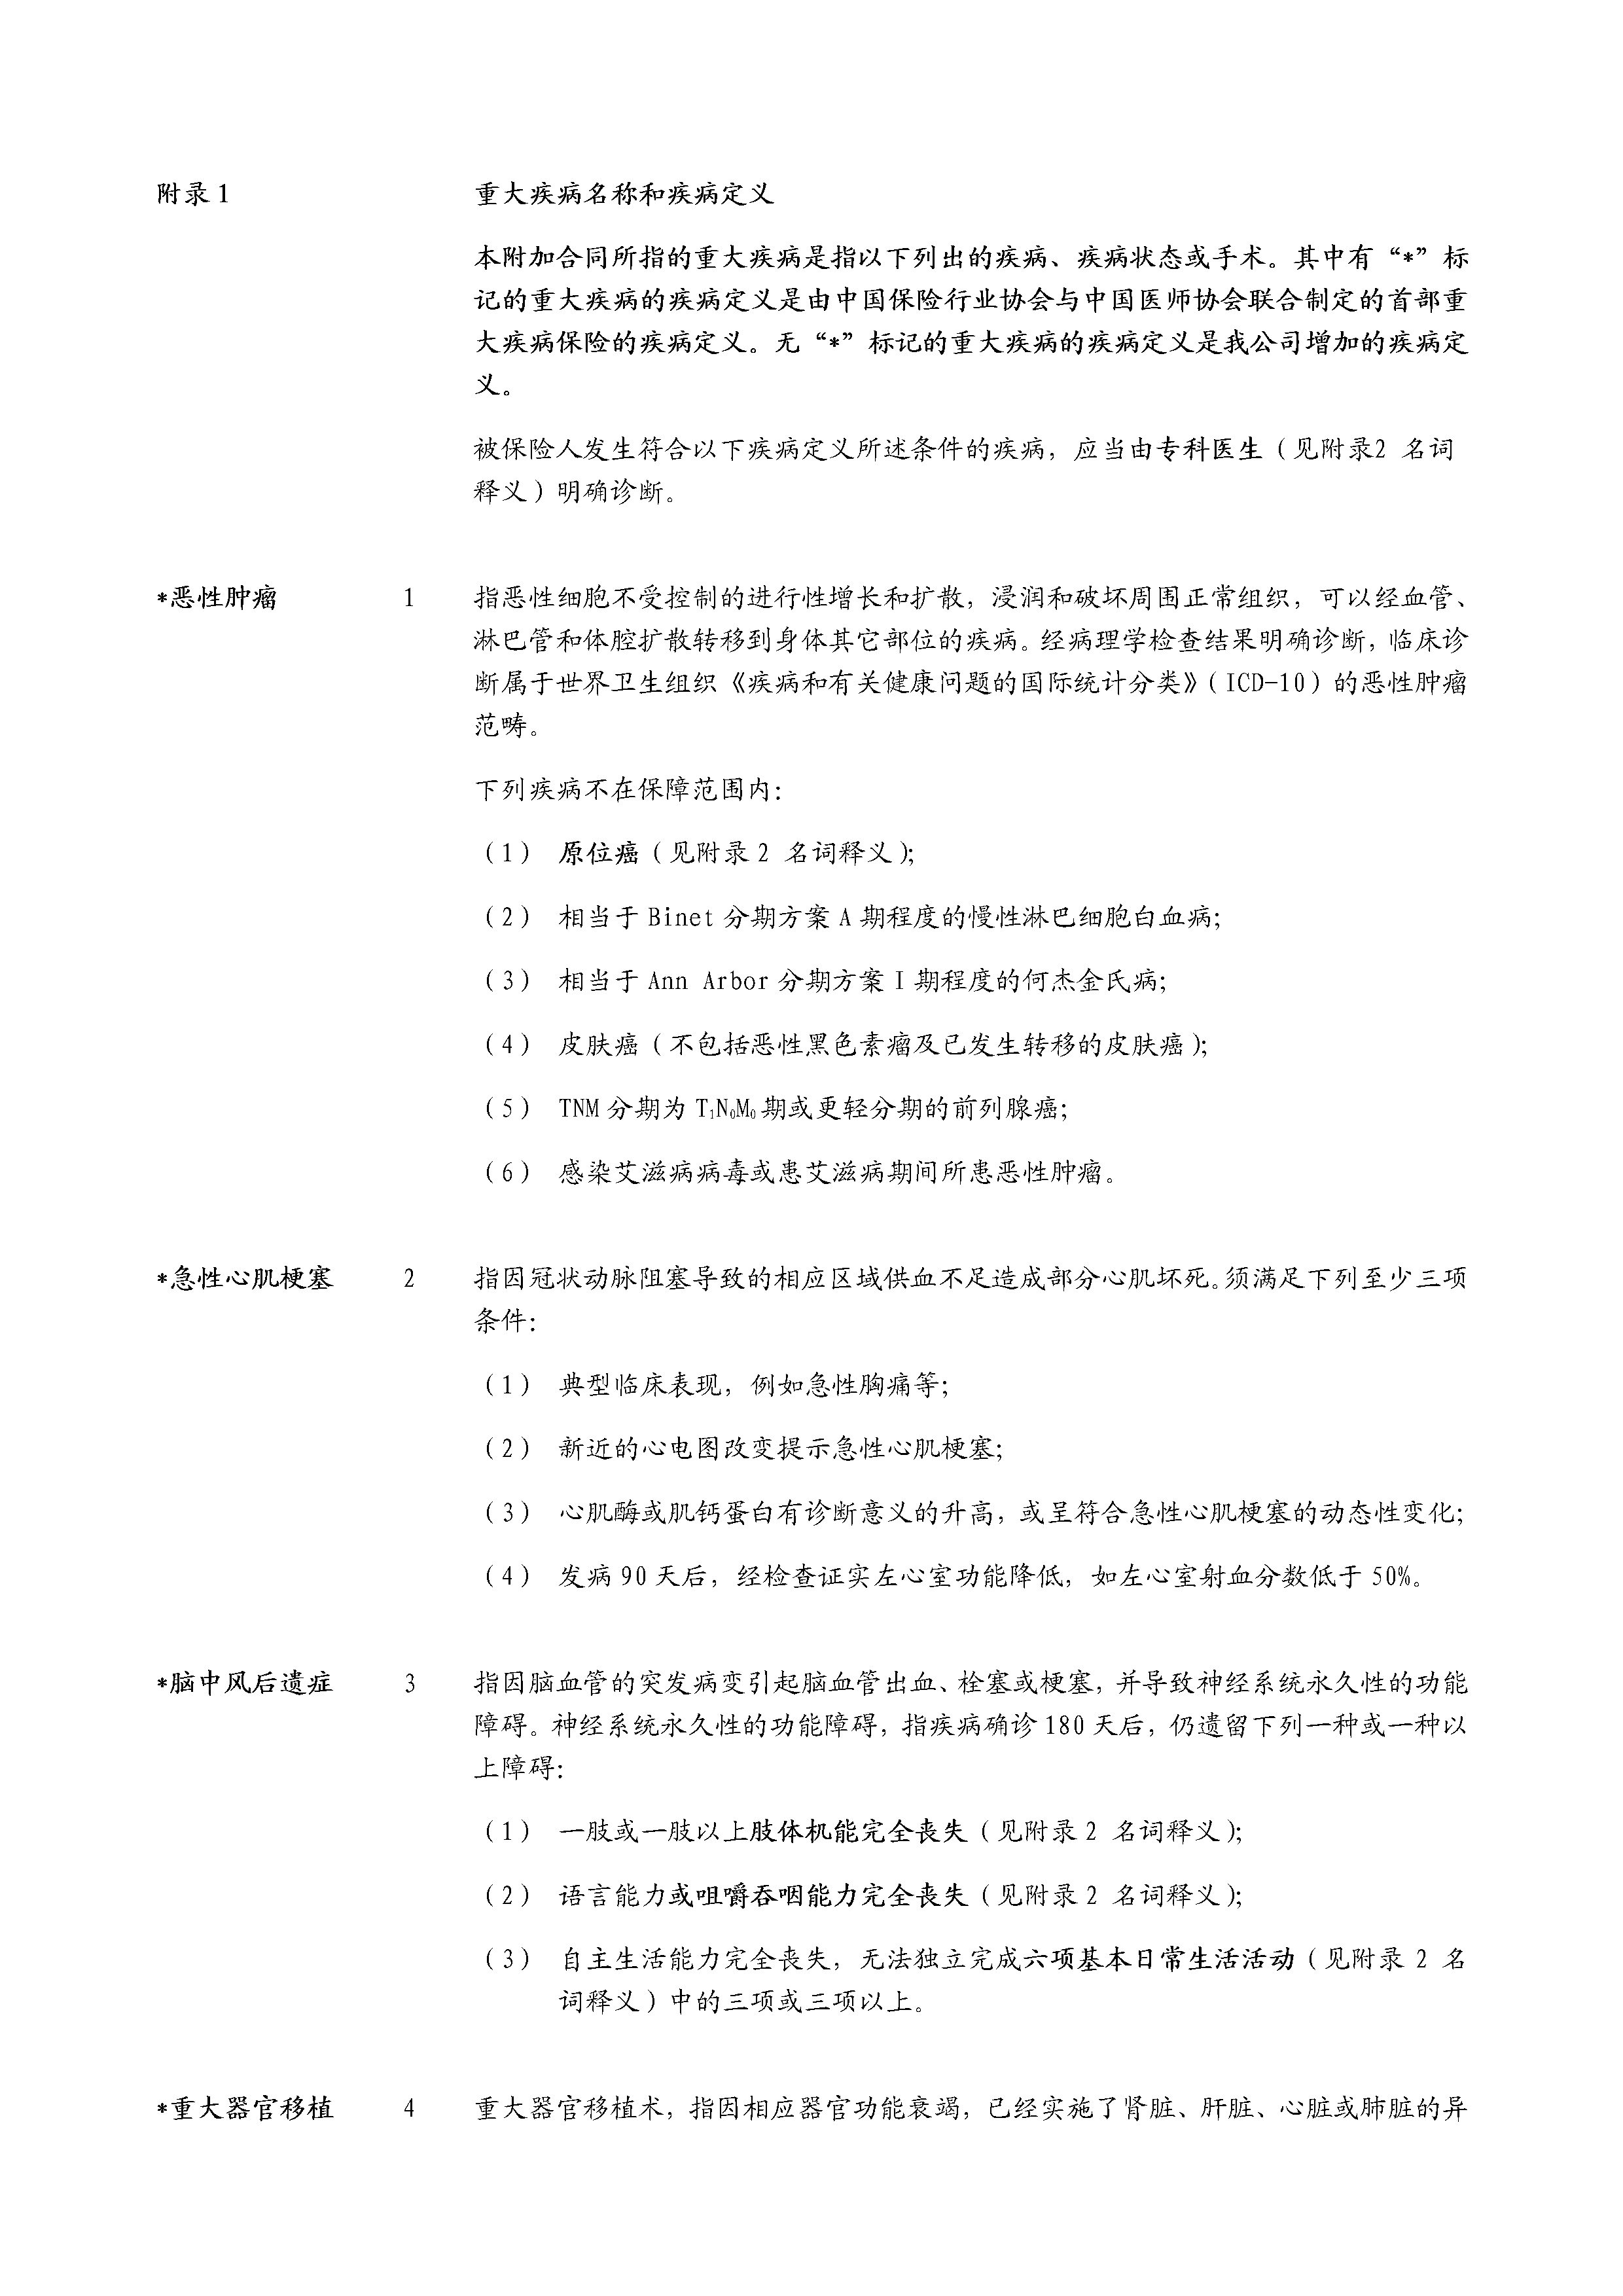 附录1 重大疾病名称和疾病定义
本附加合同所指的重大疾病是指以下列出的疾病、疾病状态或手术。其中有“*”标
记的重大疾病的疾病定义是由中国保险行业协会与中国医师协会联合制定的首部重
大疾病保险的疾病定义。无“*”标记的重大疾病的疾病定义是我公司增加的疾病定
义。
被保险人发生符合以下疾病定义所述条件的疾病，应当由专科医生（见附录2 名词
释义）明确诊断。
*恶性肿瘤 1 指恶性细胞不受控制的进行性增长和扩散，浸润和破坏周围正常组织，可以经血管、
淋巴管和体腔扩散转移到身体其它部位的疾病。经病理学检查结果明确诊断，临床诊
断属于世界卫生组织《疾病和有关健康问题的国际统计分类》（ICD-10）的恶性肿瘤
范畴。
下列疾病不在保障范围内：
（1） 原位癌（见附录2 名词释义）；
（2） 相当于Binet分期方案A期程度的慢性淋巴细胞白血病；
（3） 相当于Ann Arbor分期方案I期程度的何杰金氏病；
（4） 皮肤癌（不包括恶性黑色素瘤及已发生转移的皮肤癌）；
（5） TNM分期为T₁N₀M₀期或更轻分期的前列腺癌；
（6） 感染艾滋病病毒或患艾滋病期间所患恶性肿瘤。
*急性心肌梗塞 2 指因冠状动脉阻塞导致的相应区域供血不足造成部分心肌坏死。须满足下列至少三项
条件：
（1） 典型临床表现，例如急性胸痛等；
（2） 新近的心电图改变提示急性心肌梗塞；
（3） 心肌酶或肌钙蛋白有诊断意义的升高，或呈符合急性心肌梗塞的动态性变化；
（4） 发病90天后，经检查证实左心室功能降低，如左心室射血分数低于50%。
*脑中风后遗症 3 指因脑血管的突发病变引起脑血管出血、栓塞或梗塞，并导致神经系统永久性的功能
障碍。神经系统永久性的功能障碍，指疾病确诊180天后，仍遗留下列一种或一种以
上障碍：
（1） 一肢或一肢以上肢体机能完全丧失（见附录2 名词释义）；
（2） 语言能力或咀嚼吞咽能力完全丧失（见附录2 名词释义）；
（3） 自主生活能力完全丧失，无法独立完成六项基本日常生活活动（见附录 2 名
词释义）中的三项或三项以上。
*重大器官移植 4 重大器官移植术，指因相应器官功能衰竭，已经实施了肾脏、肝脏、心脏或肺脏的异